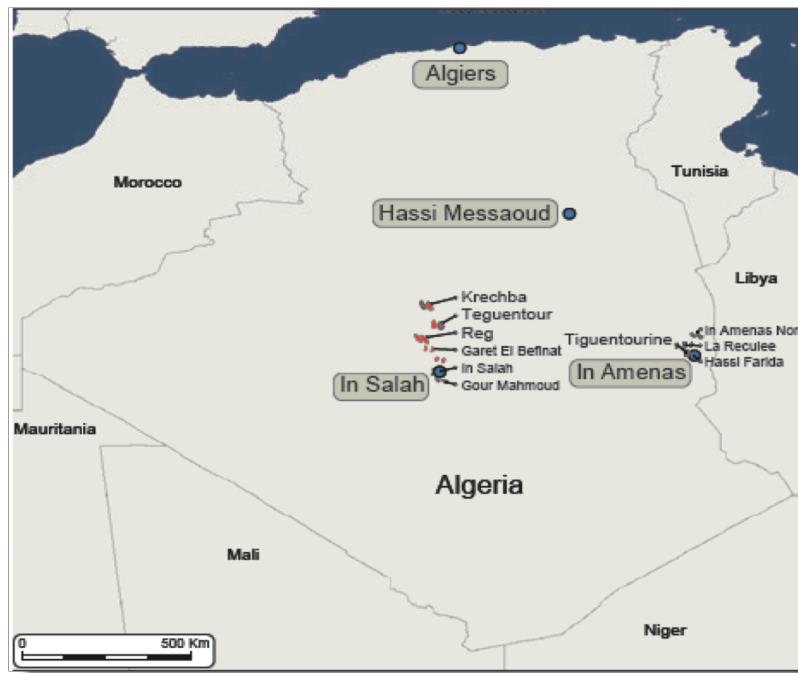 Algiers
Morocco
Tunisia
Hassi Messaoud
Libya
Krechba
Teguentour
Reg
Garet El Befinat
In Salah
Gour Mahmoud
In Salah
In Amenas Nor
Tiguentourine
La Reculee
Hassi Farida
In Amenas
Mauritania
Algeria
Mali
Niger
0 500 Km